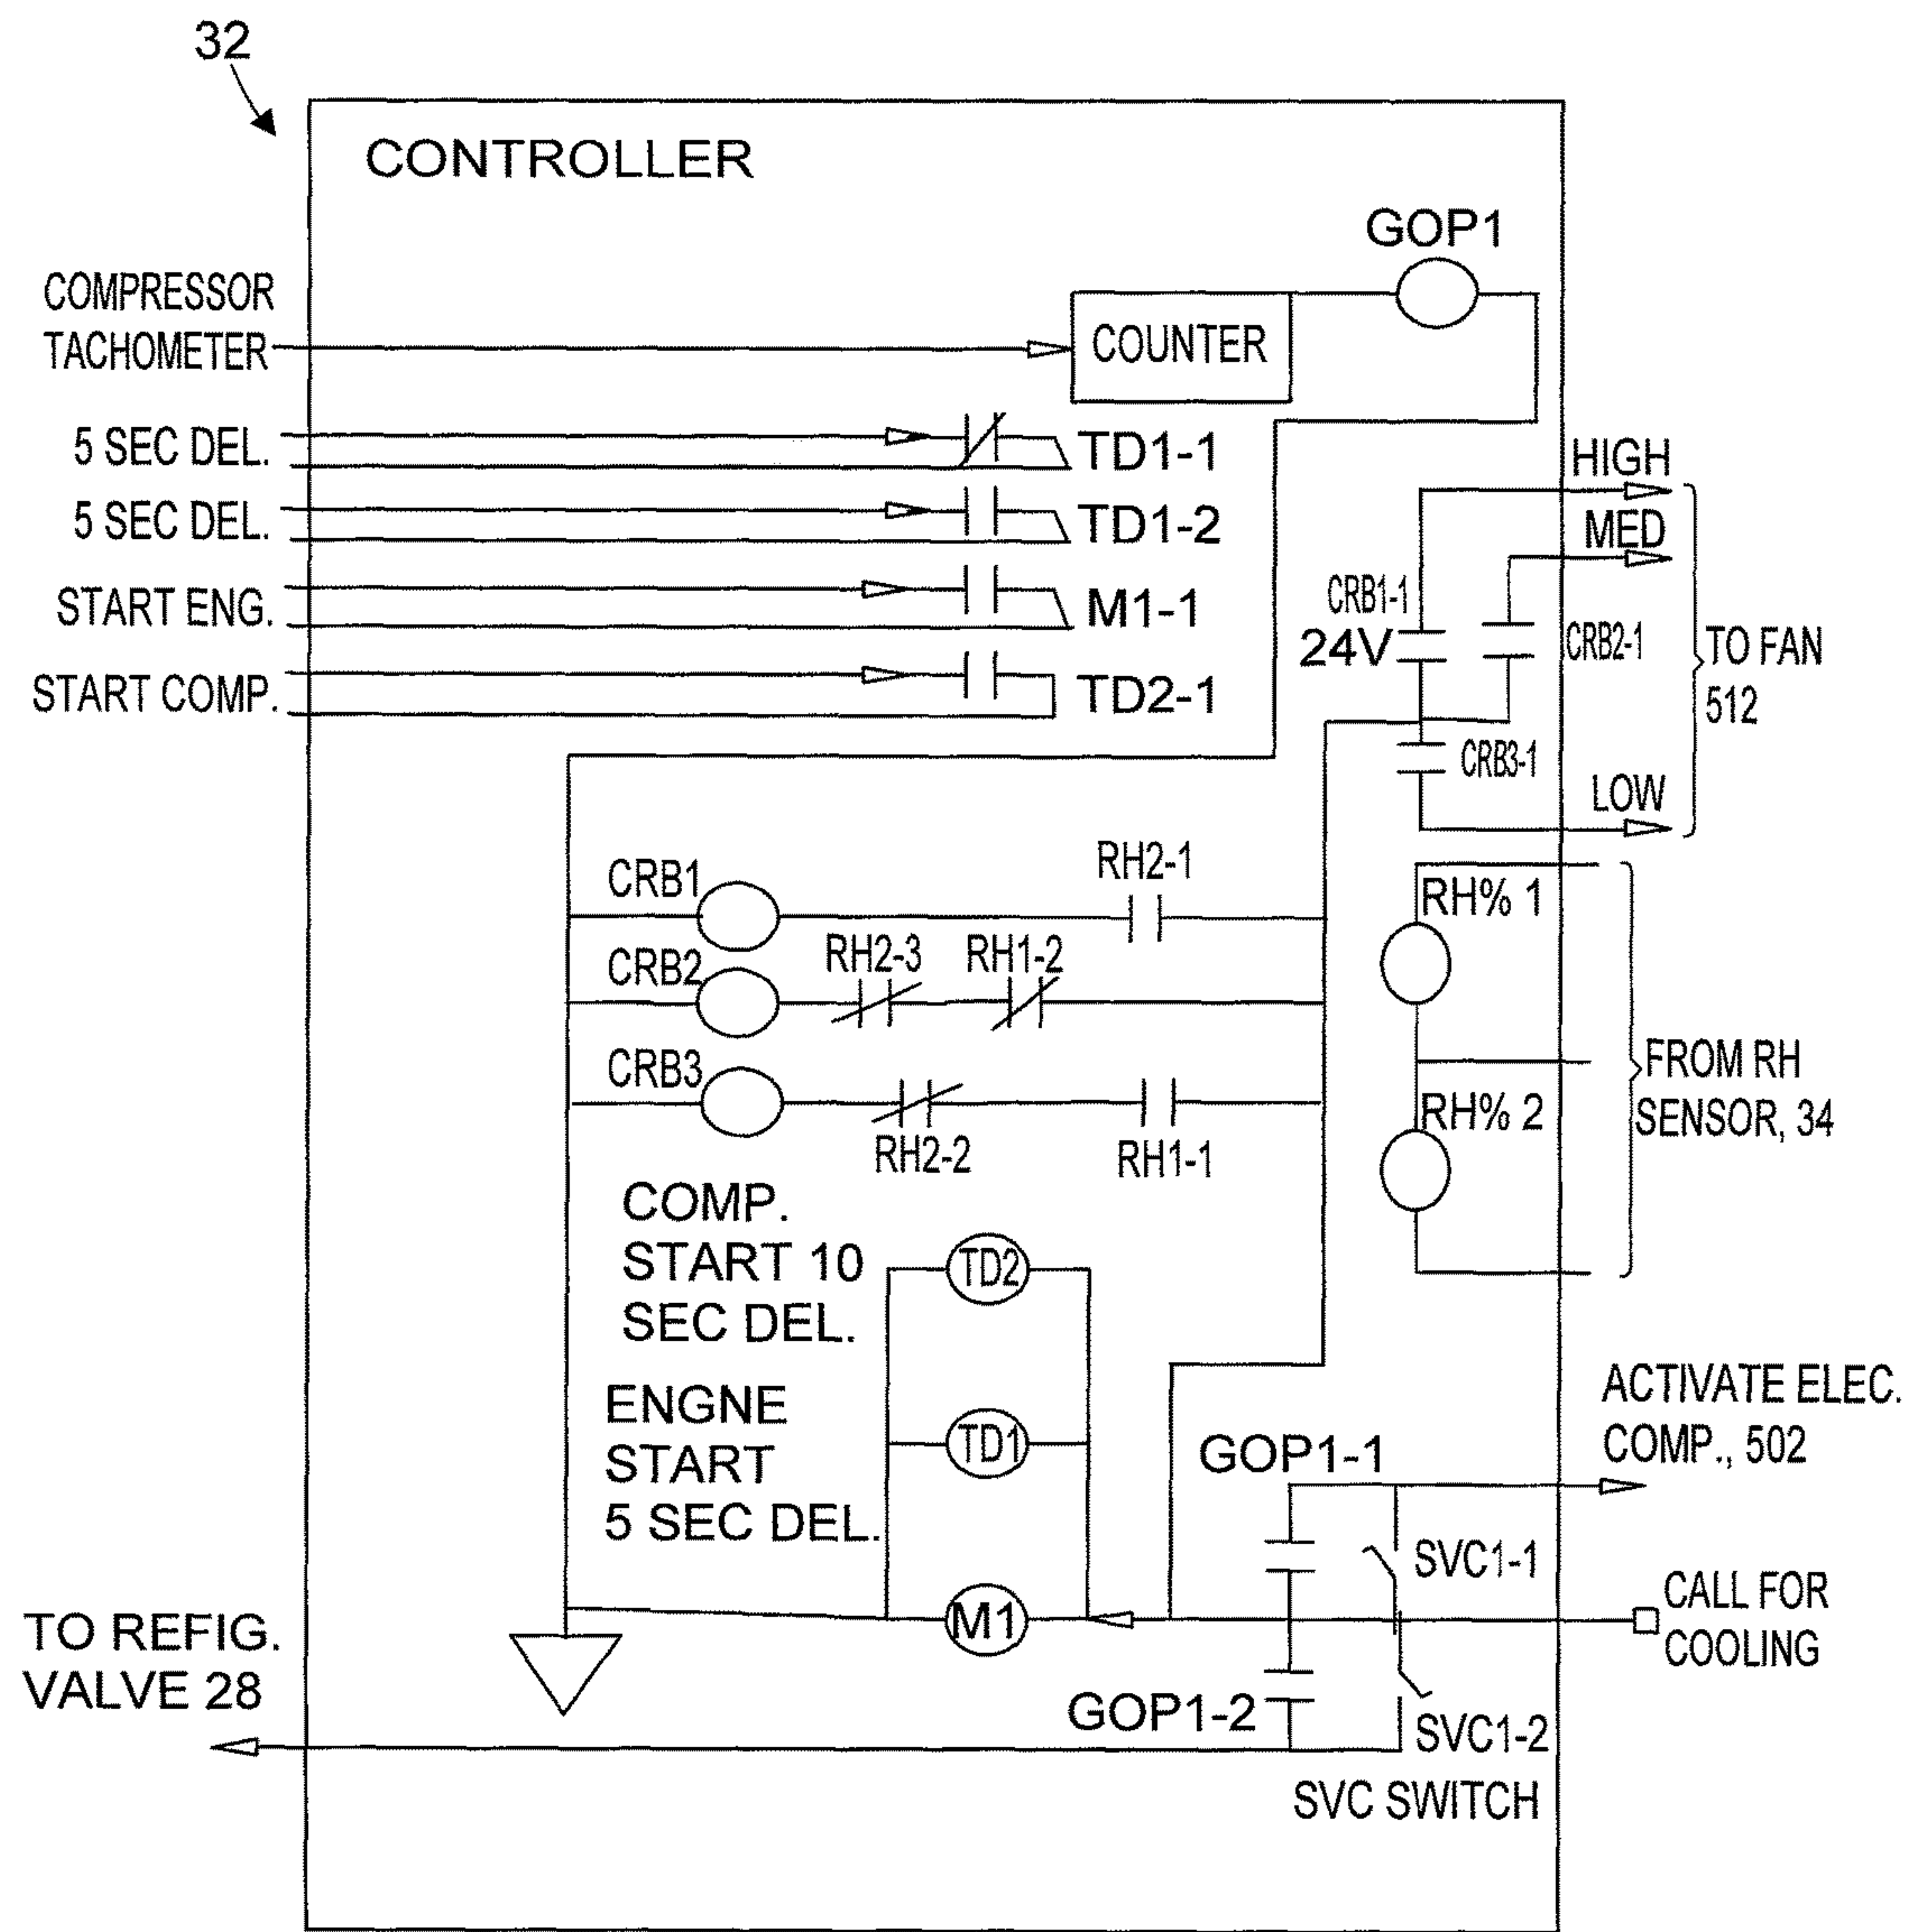 32
CONTROLLER
GOP1
COMPRESSOR
TACHOMETER
COUNTER
5 SEC DEL.
TD1-1
5 SEC DEL.
TD1-2
START ENG.
M1-1
START COMP.
TD2-1
HIGH
MED
CRB1-1
24V
CRB2-1
TO FAN
512
CRB3-1
LOW
CRB1
RH2-1
CRB2
RH2-3
RH1-2
CRB3
RH2-2
RH1-1
RH% 1
RH% 2
FROM RH
SENSOR, 34
COMP.
START 10
SEC DEL.
TD2
ENGNE
START
5 SEC DEL.
TD1
M1
GOP1-1
ACTIVATE ELEC.
COMP., 502
SVC1-1
CALL FOR
COOLING
TO REFIG.
VALVE 28
GOP1-2
SVC1-2
SVC SWITCH